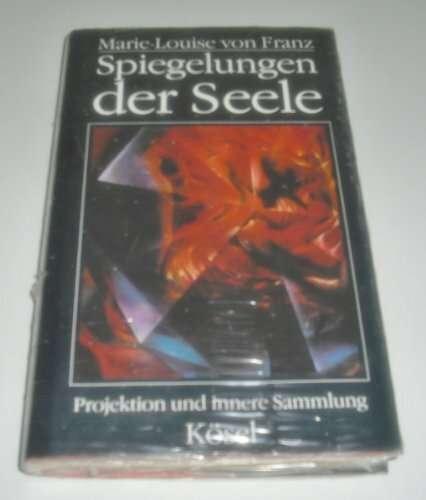 Marie-Louise von Franz
Spiegelungen
der Seele
Projektion und innere Sammlung
Kösel